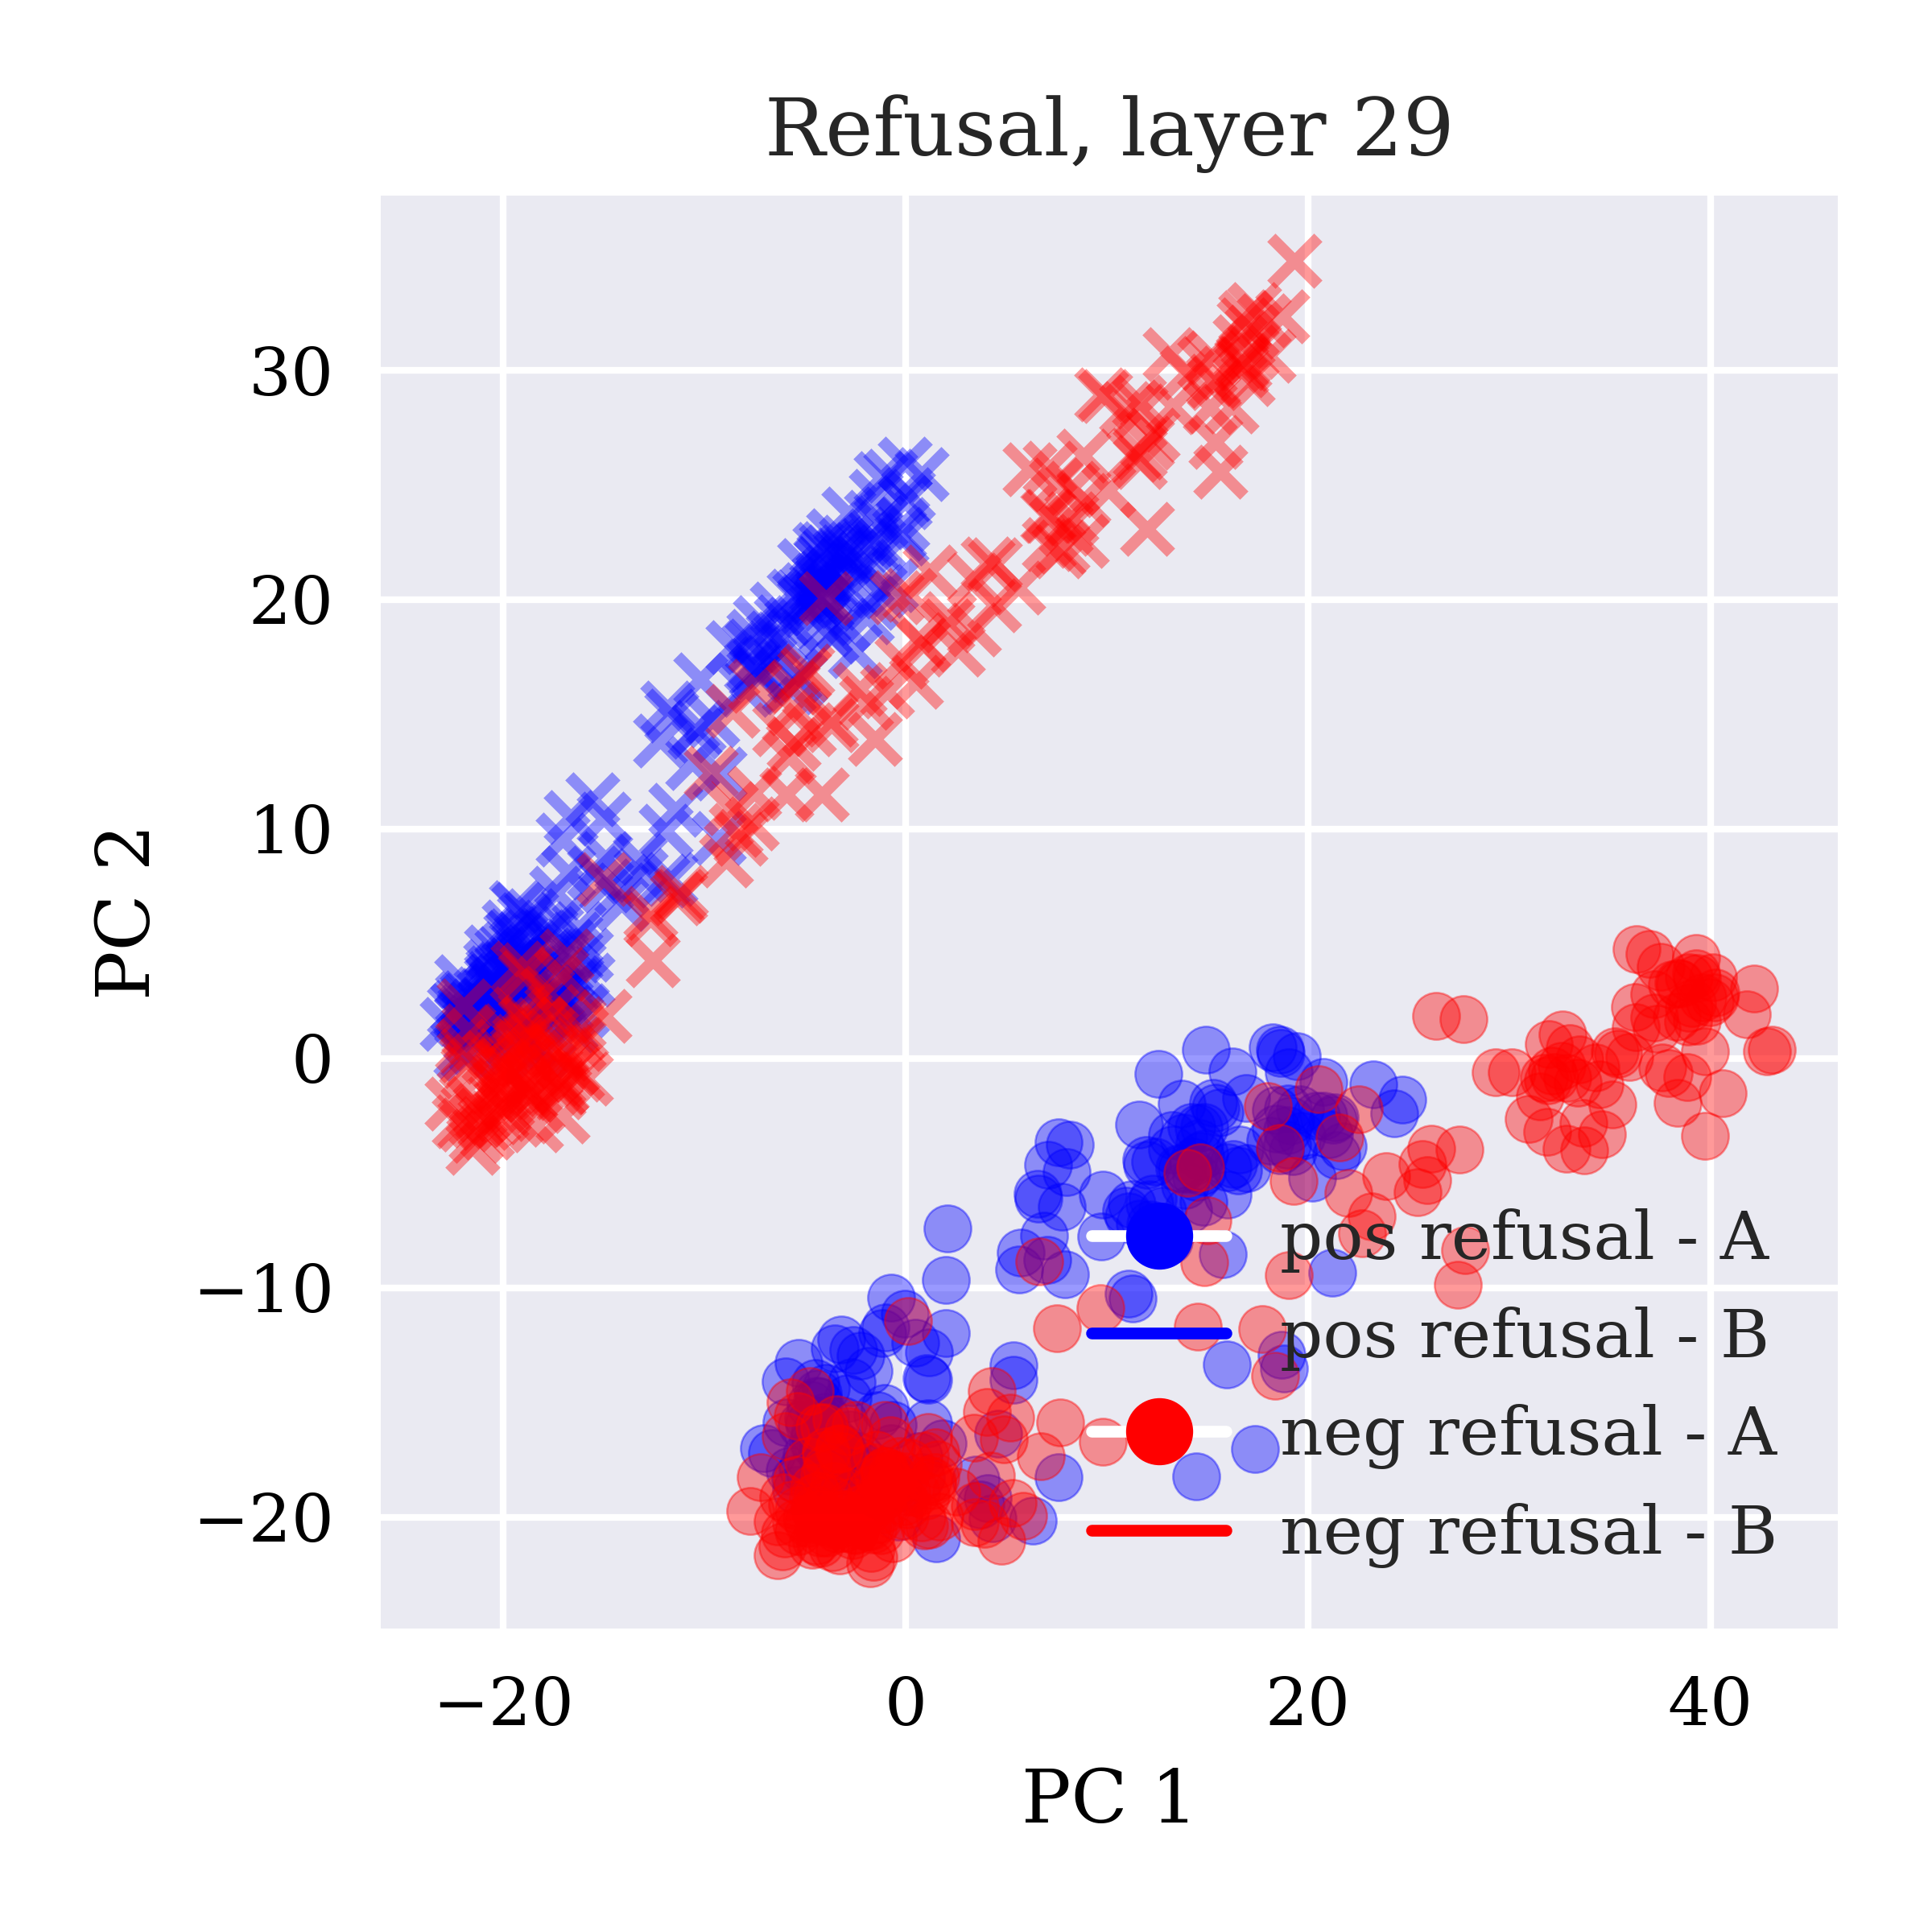 Refusal, layer 29
30
20
10
0
−10
−20
PC 2
pos refusal - A
pos refusal - B
neg refusal - A
neg refusal - B
−20 0 20 40
PC 1